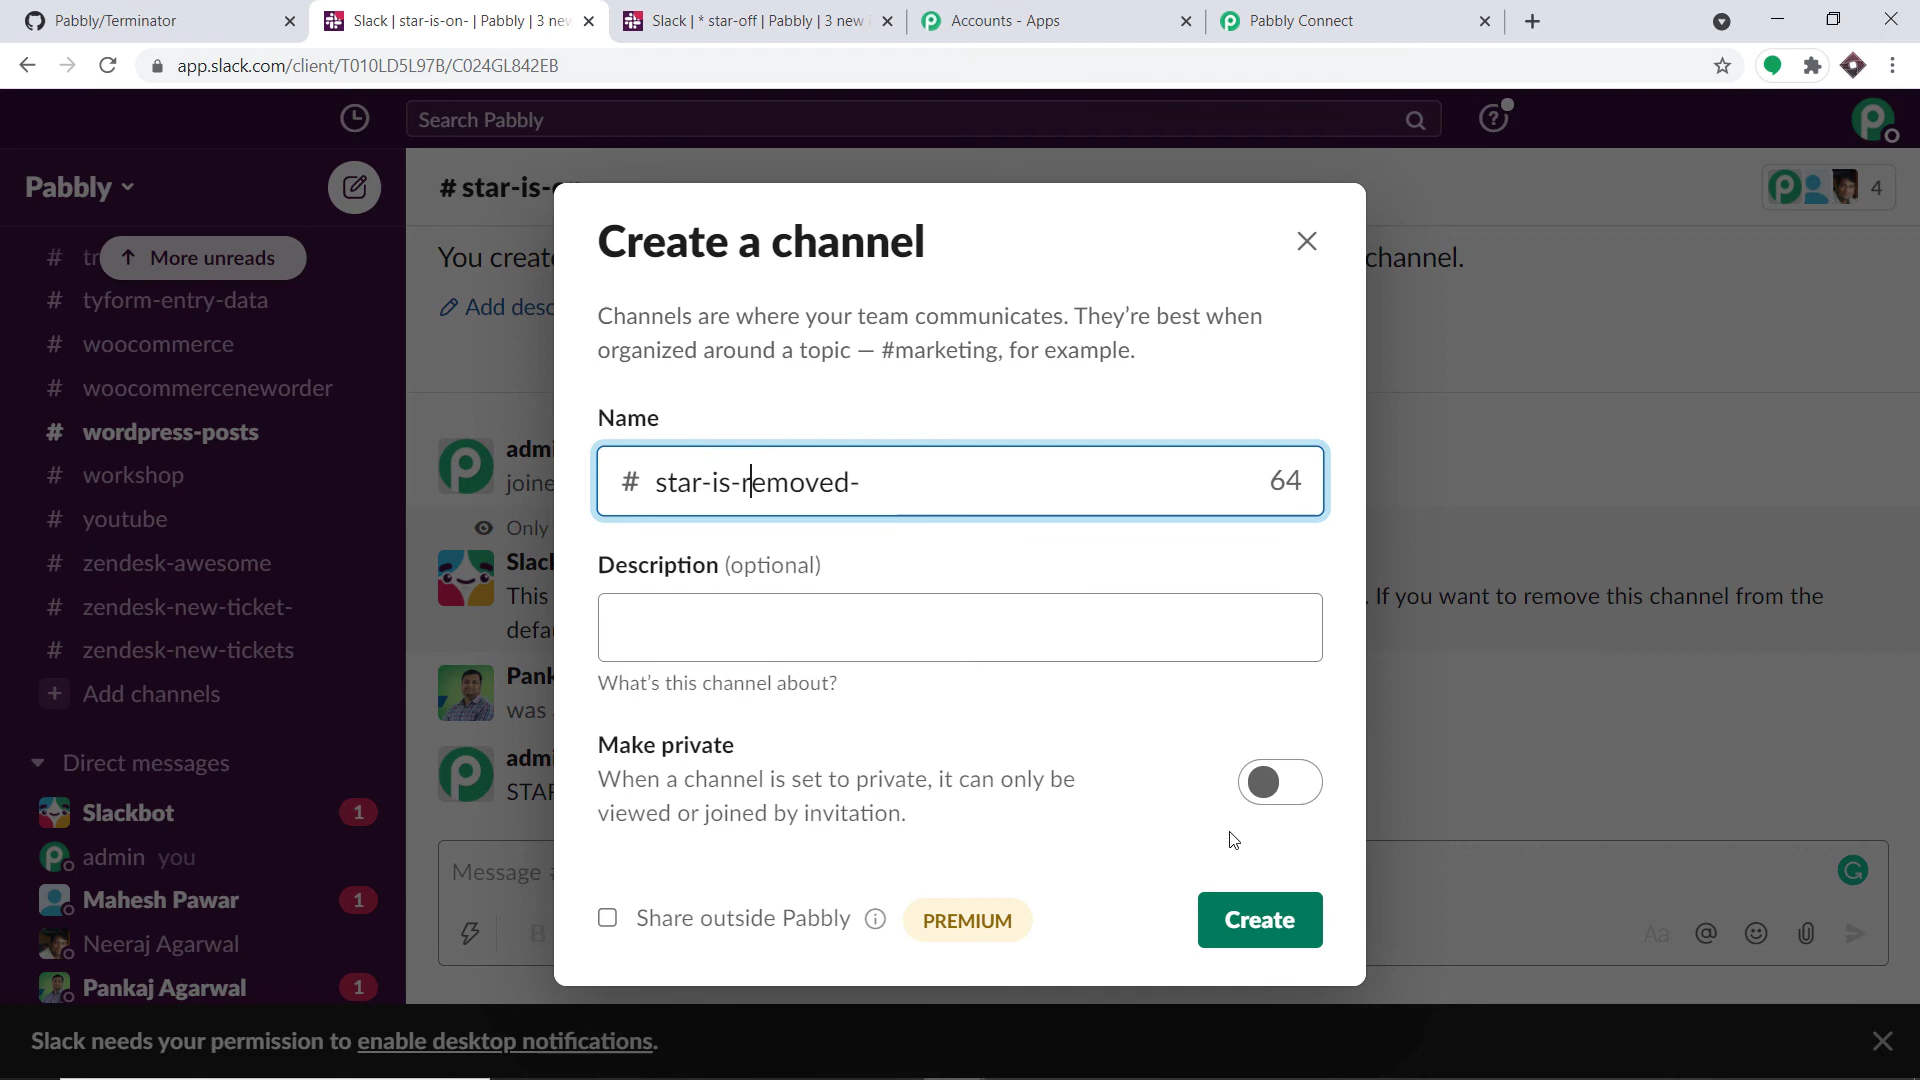 Pabbly/Terminator
Slack | star-is-on- | Pabbly | 3 new
Slack | * star-off | Pabbly | 3 new
Accounts - Apps
Pabbly Connect
app.slack.com/client/T010LD5L97B/C024GL842EB
Search Pabbly
Pabbly
# star-is-
4
# tr
More unreads
# tyform-entry-data
# woocommerce
# woocommerceneworder
# wordpress-posts
# workshop
# youtube
# zendesk-awesome
# zendesk-new-ticket-
# zendesk-new-tickets
+ Add channels
Direct messages
Slackbot 1
admin you
Mahesh Pawar 1
Neeraj Agarwal
Pankaj Agarwal 1
You create
channel.
Add desc
admi
joine
Only
Slack
This
. If you want to remove this channel from the
defau
Pank
was
admi
STAR
Message
Aa
Create a channel
Channels are where your team communicates. They’re best when
organized around a topic — #marketing, for example.
Name
# star-is-removed- 64
Description (optional)
What’s this channel about?
Make private
When a channel is set to private, it can only be
viewed or joined by invitation.
Share outside Pabbly PREMIUM
Create
Slack needs your permission to enable desktop notifications.